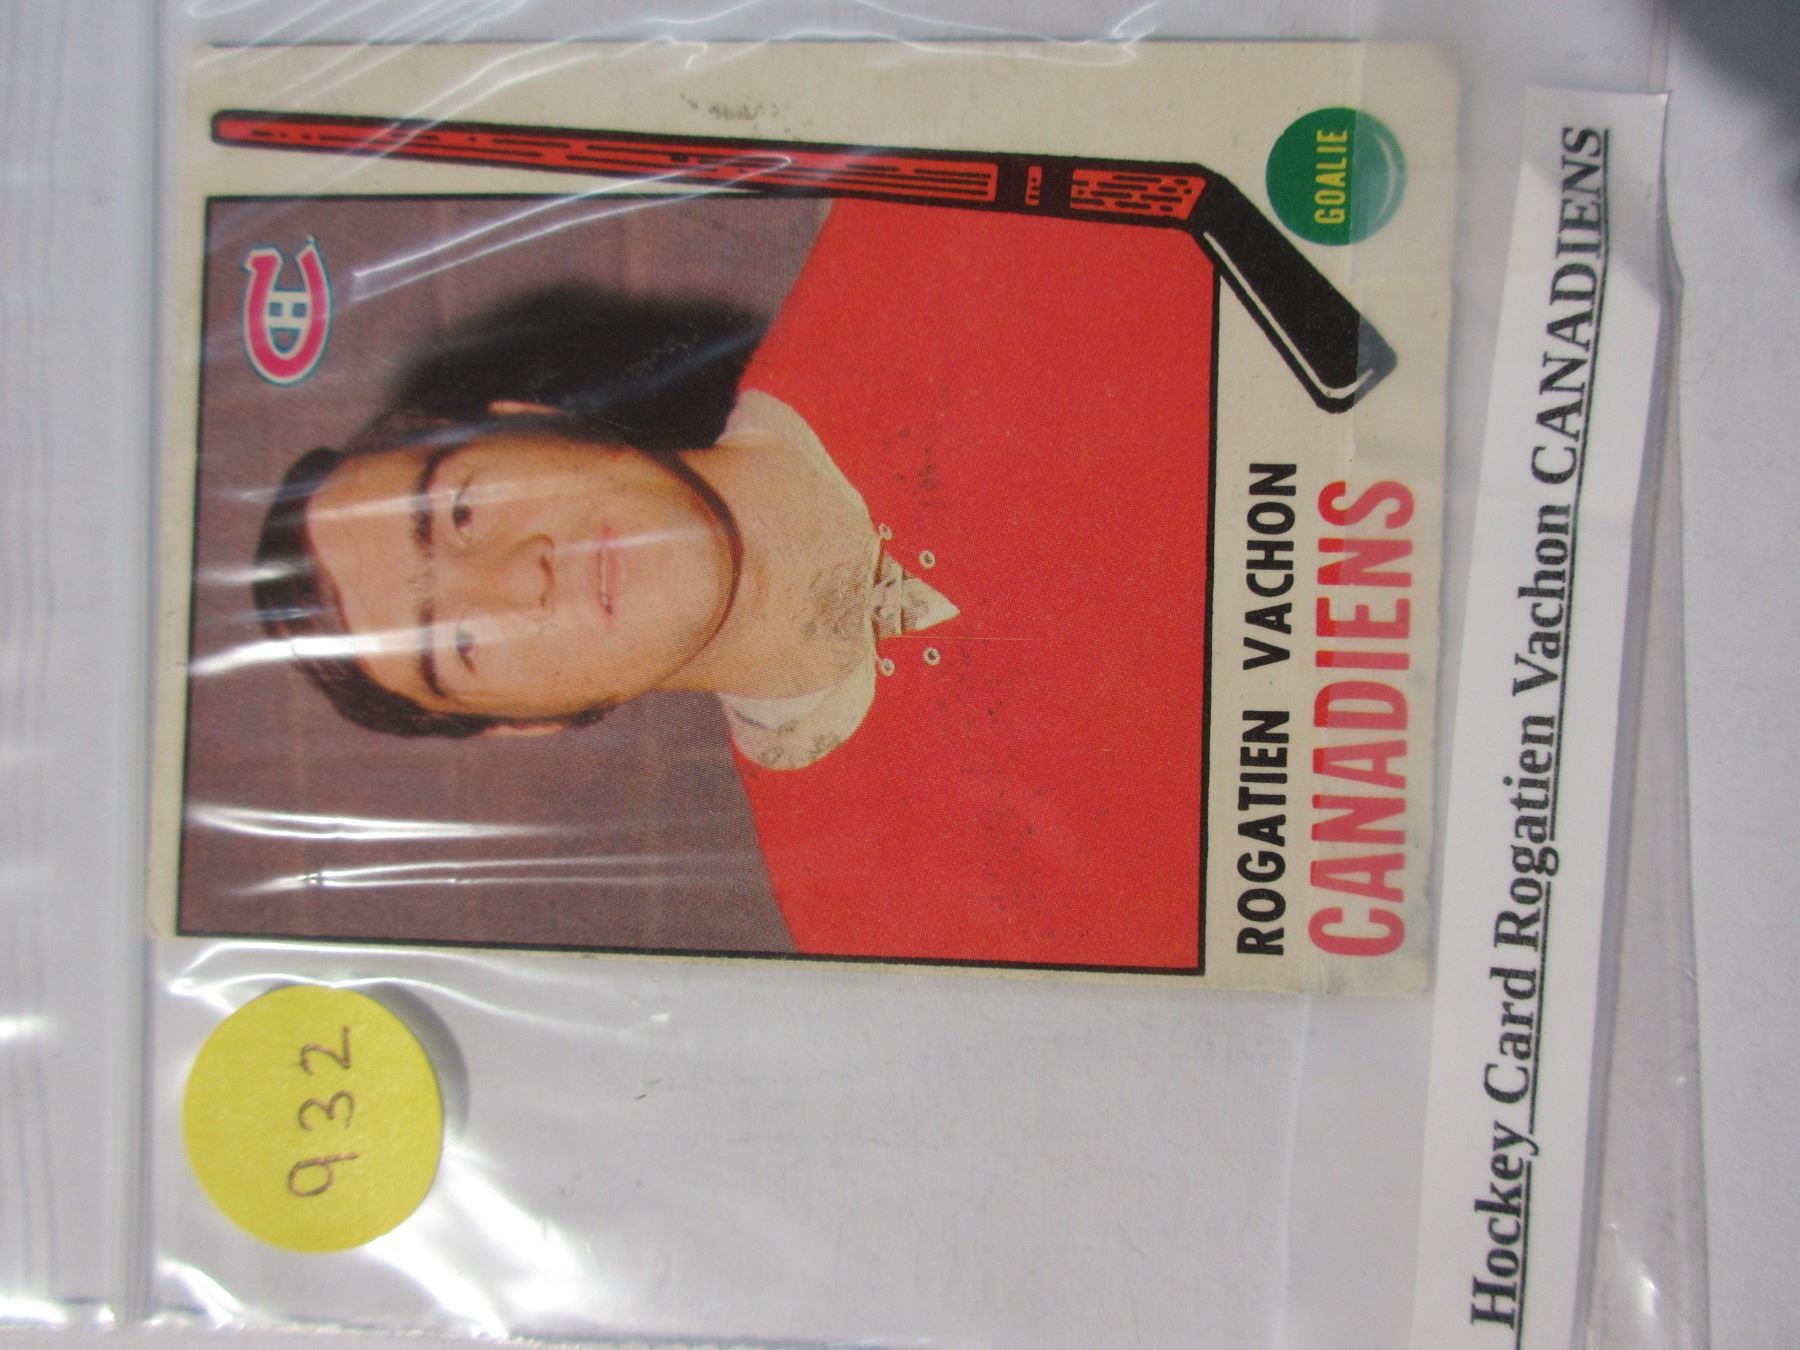 GOALIE
ROGATIEN VACHON
CANADIENS
932
Hockey Card Rogatien Vachon CANADIENS